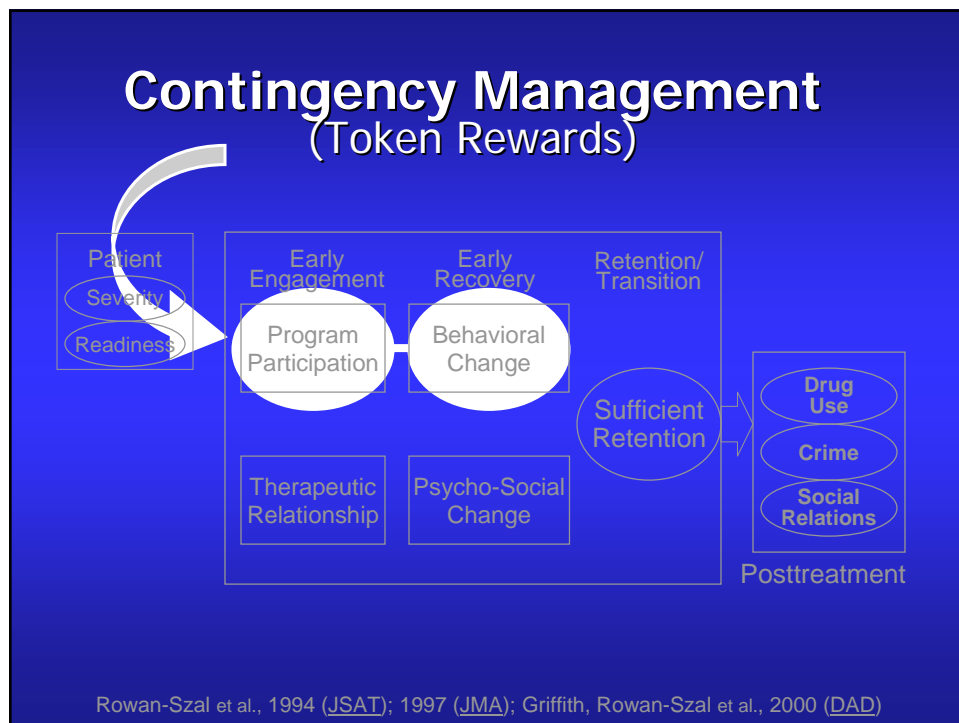 Contingency Management
(Token Rewards)
Patient
Severity
Readiness
Early
Engagement
Program
Participation
Therapeutic
Relationship
Early
Recovery
Behavioral
Change
Psycho-Social
Change
Retention/
Transition
Sufficient
Retention
Drug
Use
Crime
Social
Relations
Posttreatment
Rowan-Szal et al., 1994 (JSAT); 1997 (JMA); Griffith, Rowan-Szal et al., 2000 (DAD)